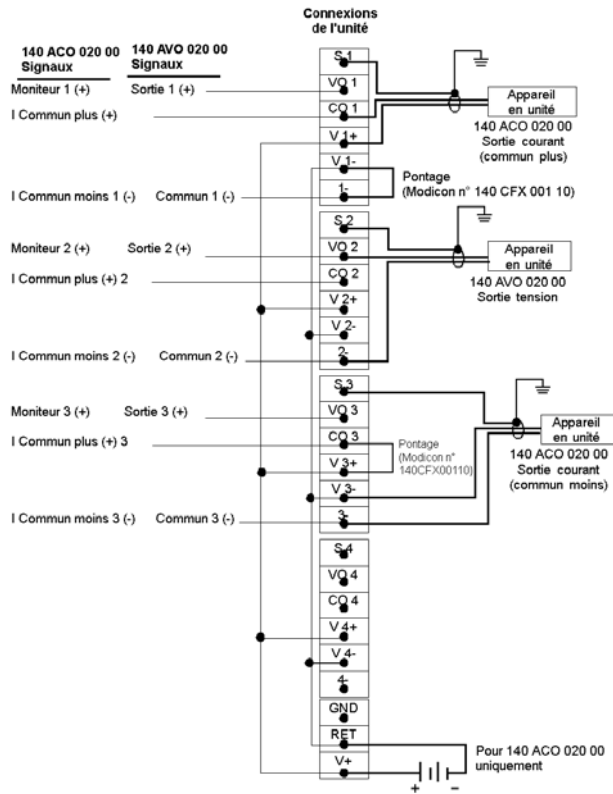 Connexions
de l'unité
140 ACO 020 00
Signaux
140 AVO 020 00
Signaux
S 1
Moniteur 1 (+) Sortie 1 (+) VO 1
I Commun plus (+) CO 1
V 1+
V 1-
I Commun moins 1 (-) Commun 1 (-) 1-
Appareil
en unité
140 ACO 020 00
Sortie courant
(commun plus)
Pontage
(Modicon n° 140 CFX 001 10)
S 2
Moniteur 2 (+) Sortie 2 (+) VO 2
I Commun plus (+) 2 CO 2
V 2+
V 2-
I Commun moins 2 (-) Commun 2 (-) 2-
Appareil
en unité
140 AVO 020 00
Sortie tension
S 3
Moniteur 3 (+) Sortie 3 (+) VO 3
I Commun plus (+) 3 CO 3
V 3+
V 3-
I Commun moins 3 (-) Commun 3 (-) 3-
Pontage
(Modicon n°
140CFX00110)
Appareil
en unité
140 ACO 020 00
Sortie courant
(commun moins)
S 4
VO 4
CO 4
V 4+
V 4-
4-
GND
RET
V+
+ -
Pour 140 ACO 020 00
uniquement